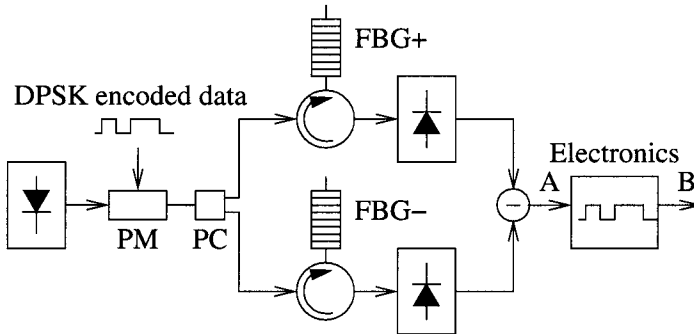 FBG+
DPSK encoded data
Electronics
A
B
FBG−
PM
PC